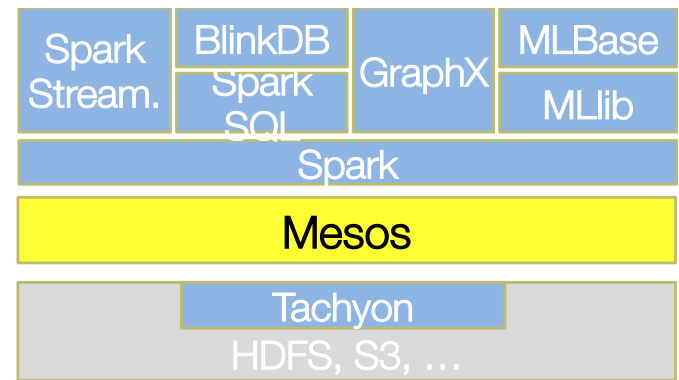 Spark
Stream.
BlinkDB
Spark
SQL
GraphX
MLBase
MLlib
Spark
Mesos
Tachyon
HDFS, S3, …